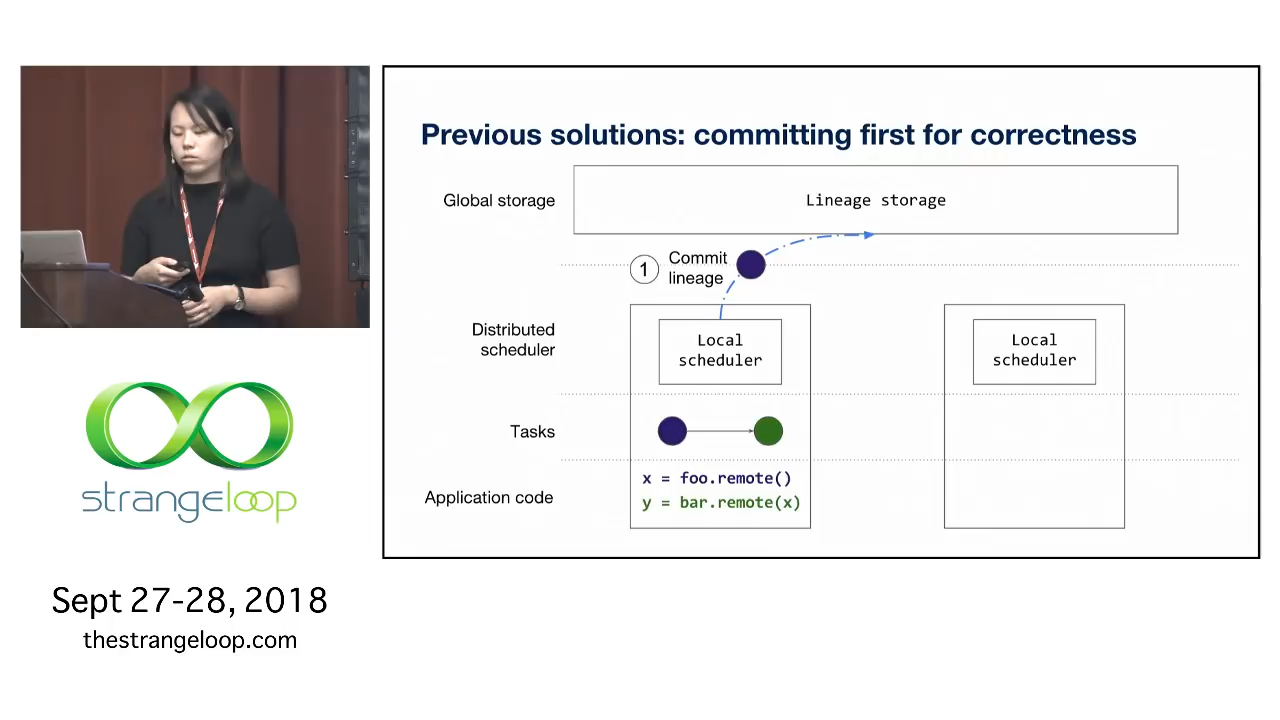 Previous solutions: committing first for correctness
Global storage
Lineage storage
1
Commit
lineage
Distributed
scheduler
Local
scheduler
Local
scheduler
Tasks
Application code
x = foo.remote()
y = bar.remote(x)
strangeloop
Sept 27-28, 2018
thestrangeloop.com